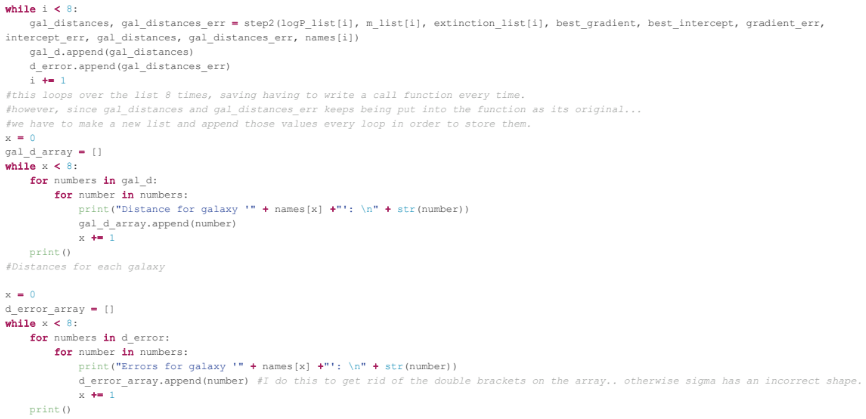 while i < 8:
    gal_distances, gal_distances_err = step2(logP_list[i], m_list[i], extinction_list[i], best_gradient, best_intercept, gradient_err,
intercept_err, gal_distances, gal_distances_err, names[i])
    gal_d.append(gal_distances)
    d_error.append(gal_distances_err)
    i += 1
#this loops over the list 8 times, saving having to write a call function every time.
#however, since gal_distances and gal_distances_err keeps being put into the function as its original...
#we have to make a new list and append those values every loop in order to store them.
x = 0
gal_d_array = []
while x < 8:
    for numbers in gal_d:
        for number in numbers:
            print("Distance for galaxy '" + names[x] +"': \n" + str(number))
            gal_d_array.append(number)
            x += 1
    print()
#Distances for each galaxy
x = 0
d_error_array = []
while x < 8:
    for numbers in d_error:
        for number in numbers:
            print("Errors for galaxy '" + names[x] +"': \n" + str(number))
            d_error_array.append(number) #I do this to get rid of the double brackets on the array.. otherwise sigma has an incorrect shape.
            x += 1
    print()